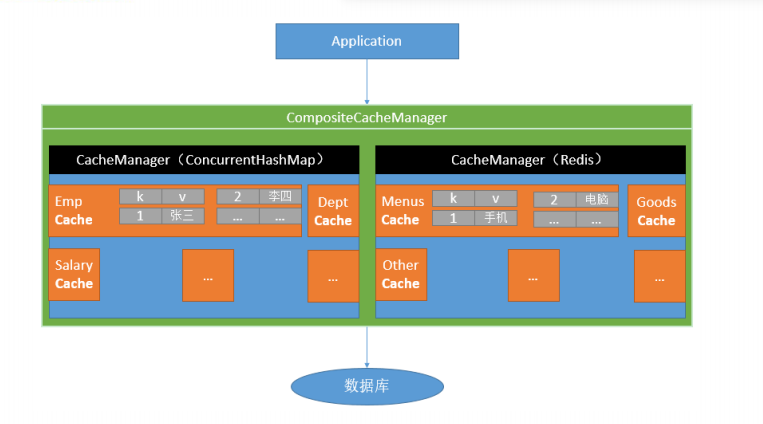 Application
CompositeCacheManager
CacheManager（ConcurrentHashMap）
Emp
Cache
k v
1 张三
2 李四
... ...
Dept
Cache
Salary
Cache
...
...
CacheManager（Redis）
Menus
Cache
k v
1 手机
2 电脑
... ...
Goods
Cache
Other
Cache
...
...
数据库